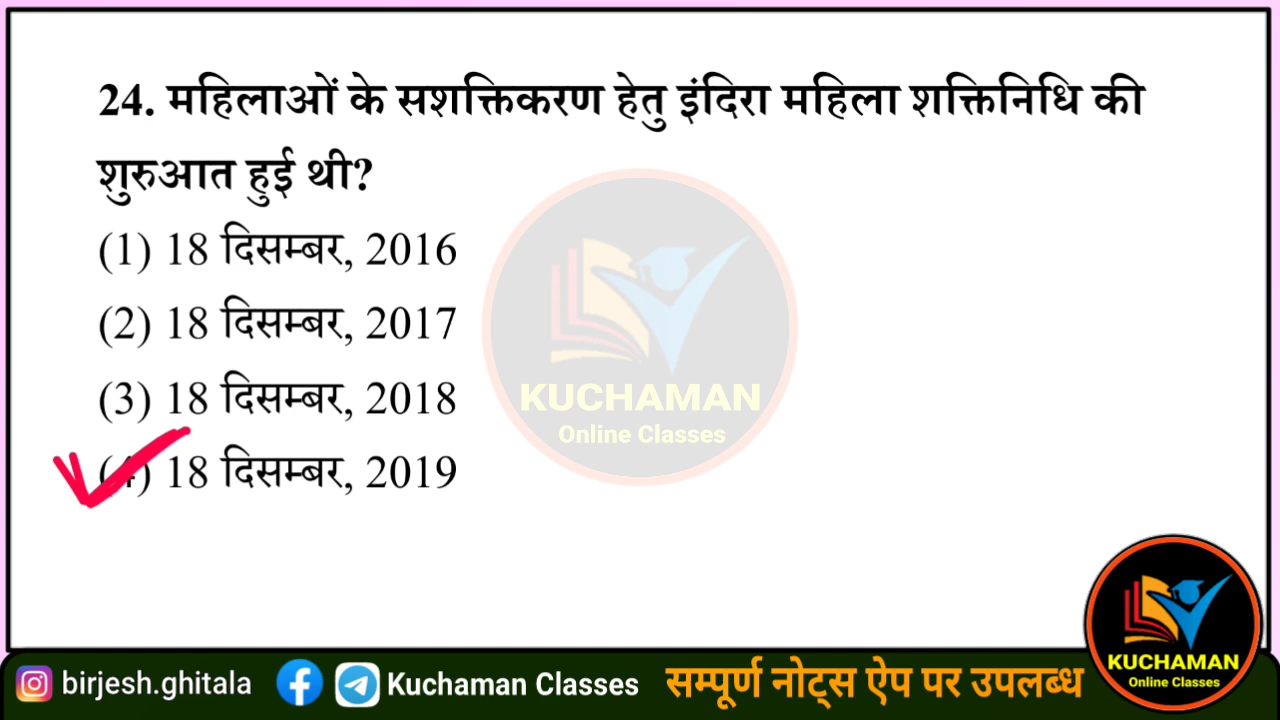 24. महिलाओं के सशक्तिकरण हेतु इंदिरा महिला शक्तिनिधि की
शुरुआत हुई थी?
(1) 18 दिसम्बर, 2016
(2) 18 दिसम्बर, 2017
(3) 18 दिसम्बर, 2018
(4) 18 दिसम्बर, 2019
KUCHAMAN
Online Classes
KUCHAMAN
Online Classes
birjesh.ghitala Kuchaman Classes सम्पूर्ण नोट्स ऐप पर उपलब्ध